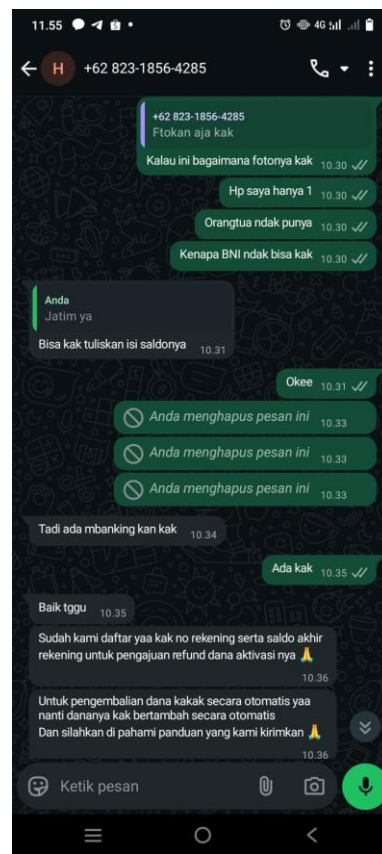 11.55
4G
H +62 823-1856-4285
+62 823-1856-4285
Ftokan aja kak
Kalau ini bagaimana fotonya kak 10.30
Hp saya hanya 1 10.30
Orangtua ndak punya 10.30
Kenapa BNI ndak bisa kak 10.30
Anda
Jatim ya
Bisa kak tuliskan isi saldonya 10.31
Okee 10.31
Anda menghapus pesan ini 10.33
Anda menghapus pesan ini 10.33
Anda menghapus pesan ini 10.33
Tadi ada mbanking kan kak 10.34
Ada kak 10.35
Baik tggu 10.35
Sudah kami daftar yaa kak no rekening serta saldo akhir
rekening untuk pengajuan refund dana aktivasi nya 🙏
10.36
Untuk pengembalian dana kakak secara otomatis yaa
nanti dananya kak bertambah secara otomatis
Dan silahkan di pahami panduan yang kami kirimkan 🙏
10.36
Ketik pesan